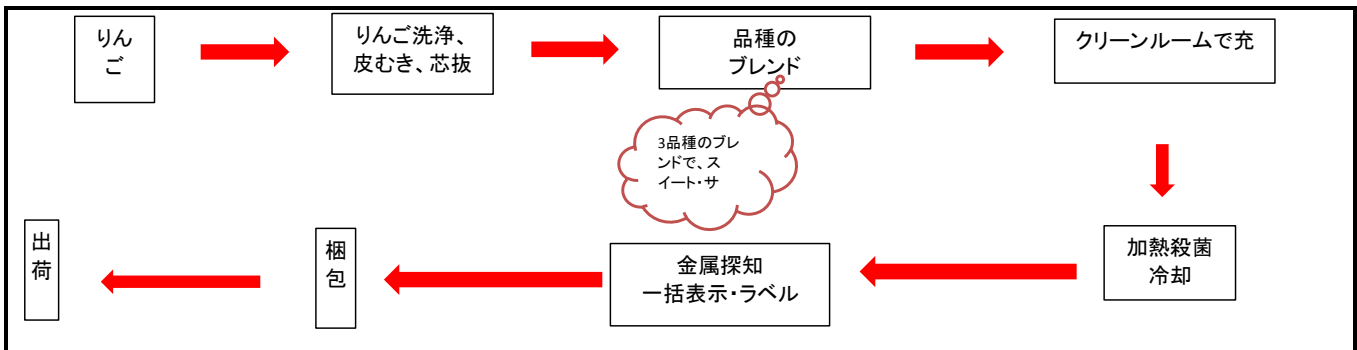 りん
ご
りんご洗浄、
皮むき、芯抜
品種の
ブレンド
クリーンルームで充
3品種のブレ
ンドで、ス
イート・サ
加熱殺菌
冷却
金属探知
一括表示・ラベル
梱
包
出
荷